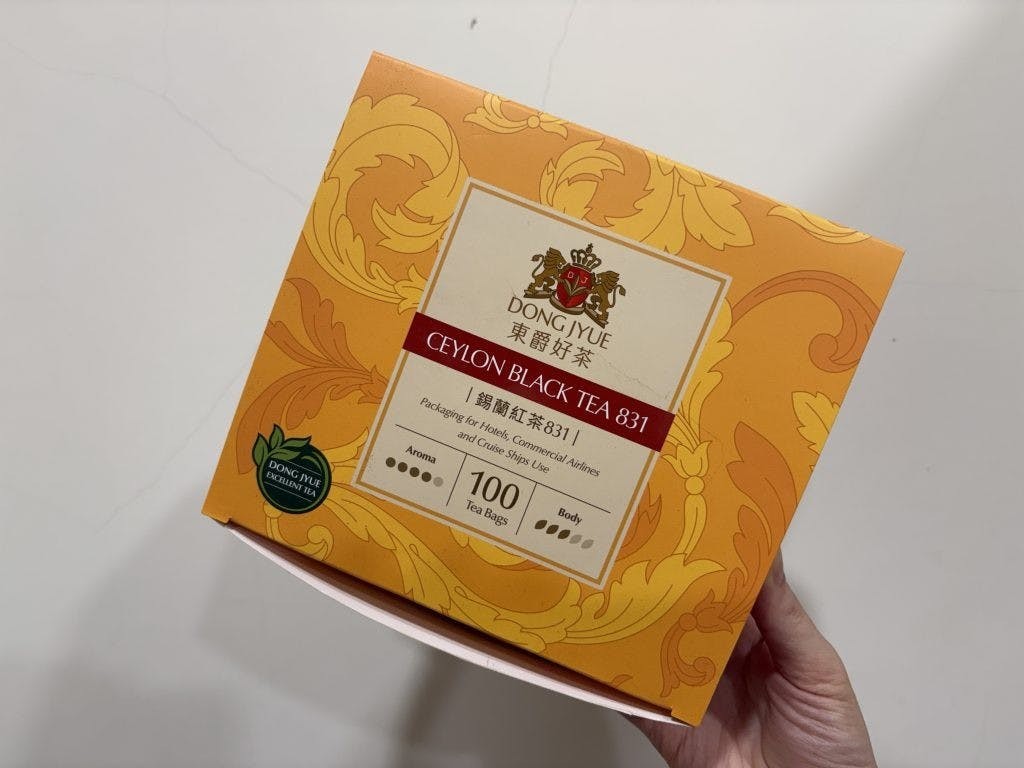 DONG JYUE
東爵好茶
CEYLON BLACK TEA 831
|錫蘭紅茶831|
Packaging for Hotels, Commercial Airlines
and Cruise Ships Use
Aroma
100
Tea Bags
Body
DONG JYUE
EXCELLENT TEA